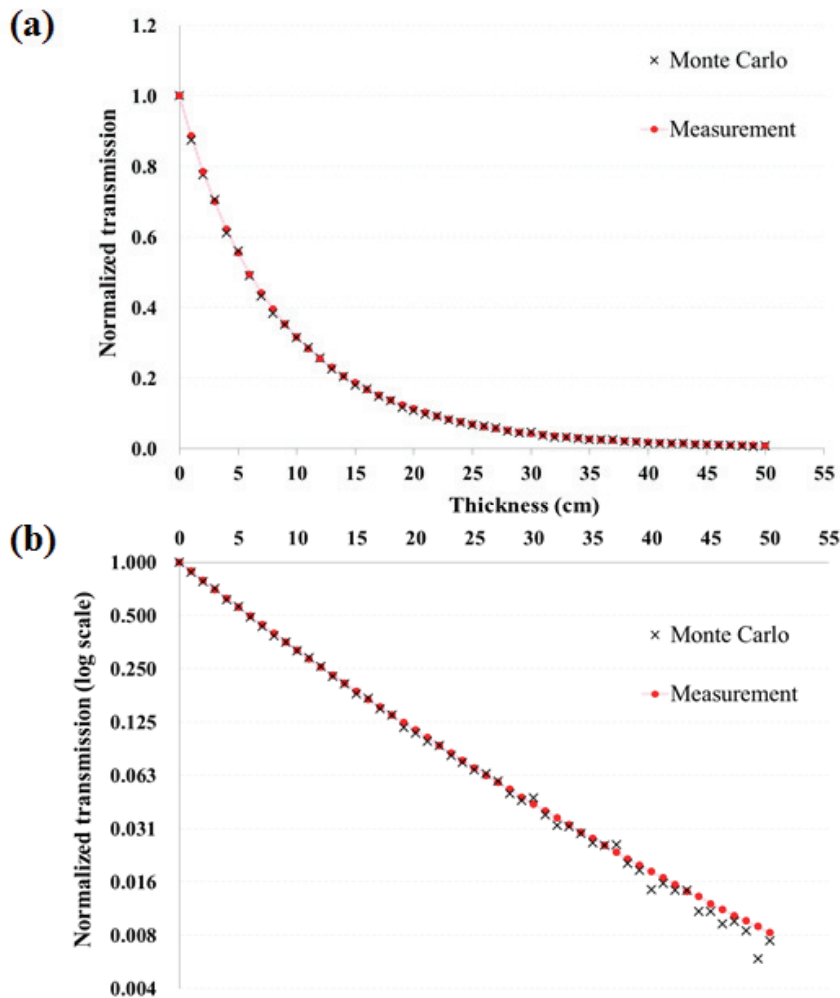 (a)
1.2
1.0
0.8
0.6
0.4
0.2
0.0
Normalized transmission
× Monte Carlo
Measurement
0 5 10 15 20 25 30 35 40 45 50 55
Thickness (cm)
(b)
0 5 10 15 20 25 30 35 40 45 50 55
1.000
0.500
0.250
0.125
0.063
0.031
0.016
0.008
0.004
Normalized transmission (log scale)
× Monte Carlo
Measurement